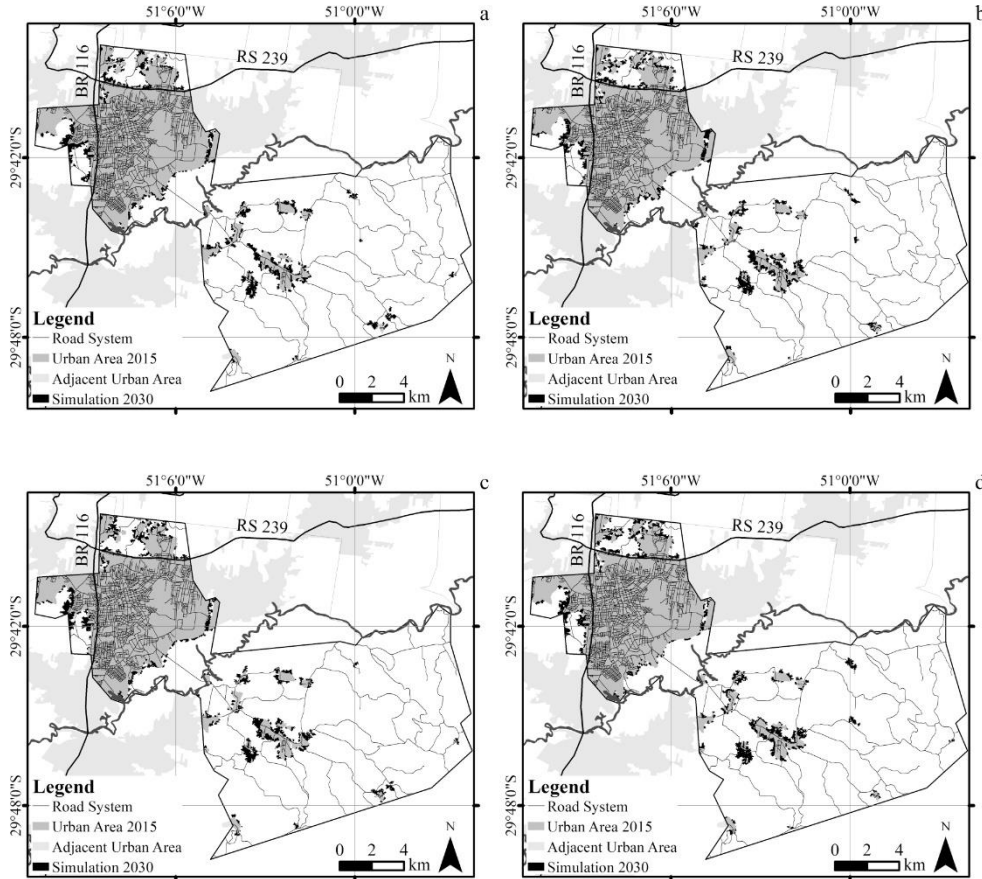 51°6'0"W 51°0'0"W a
BR 116
RS 239
29°42'0"S
29°48'0"S
Legend
Road System
Urban Area 2015
Adjacent Urban Area
Simulation 2030
N
0 2 4
km
51°6'0"W 51°0'0"W b
BR 116
RS 239
29°42'0"S
29°48'0"S
Legend
Road System
Urban Area 2015
Adjacent Urban Area
Simulation 2030
N
0 2 4
km
51°6'0"W 51°0'0"W c
BR 116
RS 239
29°42'0"S
29°48'0"S
Legend
Road System
Urban Area 2015
Adjacent Urban Area
Simulation 2030
N
0 2 4
km
51°6'0"W 51°0'0"W d
BR 116
RS 239
29°42'0"S
29°48'0"S
Legend
Road System
Urban Area 2015
Adjacent Urban Area
Simulation 2030
N
0 2 4
km